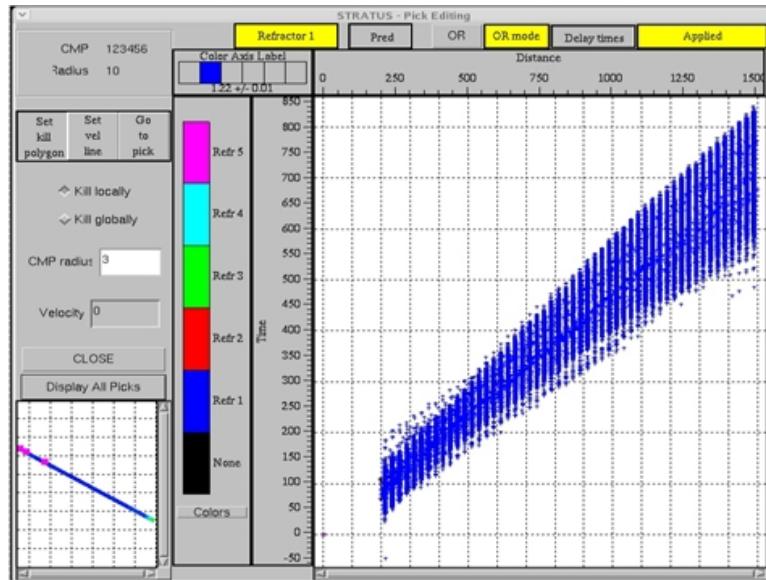 STRATUS - Pick Editing
Refractor 1
Pred
OR
OR mode
Delay times
Applied
CMP 123456
Radius 10
Color Axis Label
1.22 +/- 0.01
Distance
0 250 500 750 1000 1250 1500
Set kill polygon
Set vel line
Go to pick
Kill locally
Kill globally
CMP radius 3
Velocity 0
CLOSE
Display All Picks
Refr 5
Refr 4
Refr 3
Refr 2
Refr 1
None
Colors
Time
850
800
750
700
650
600
550
500
450
400
350
300
250
200
150
100
50
0
-50